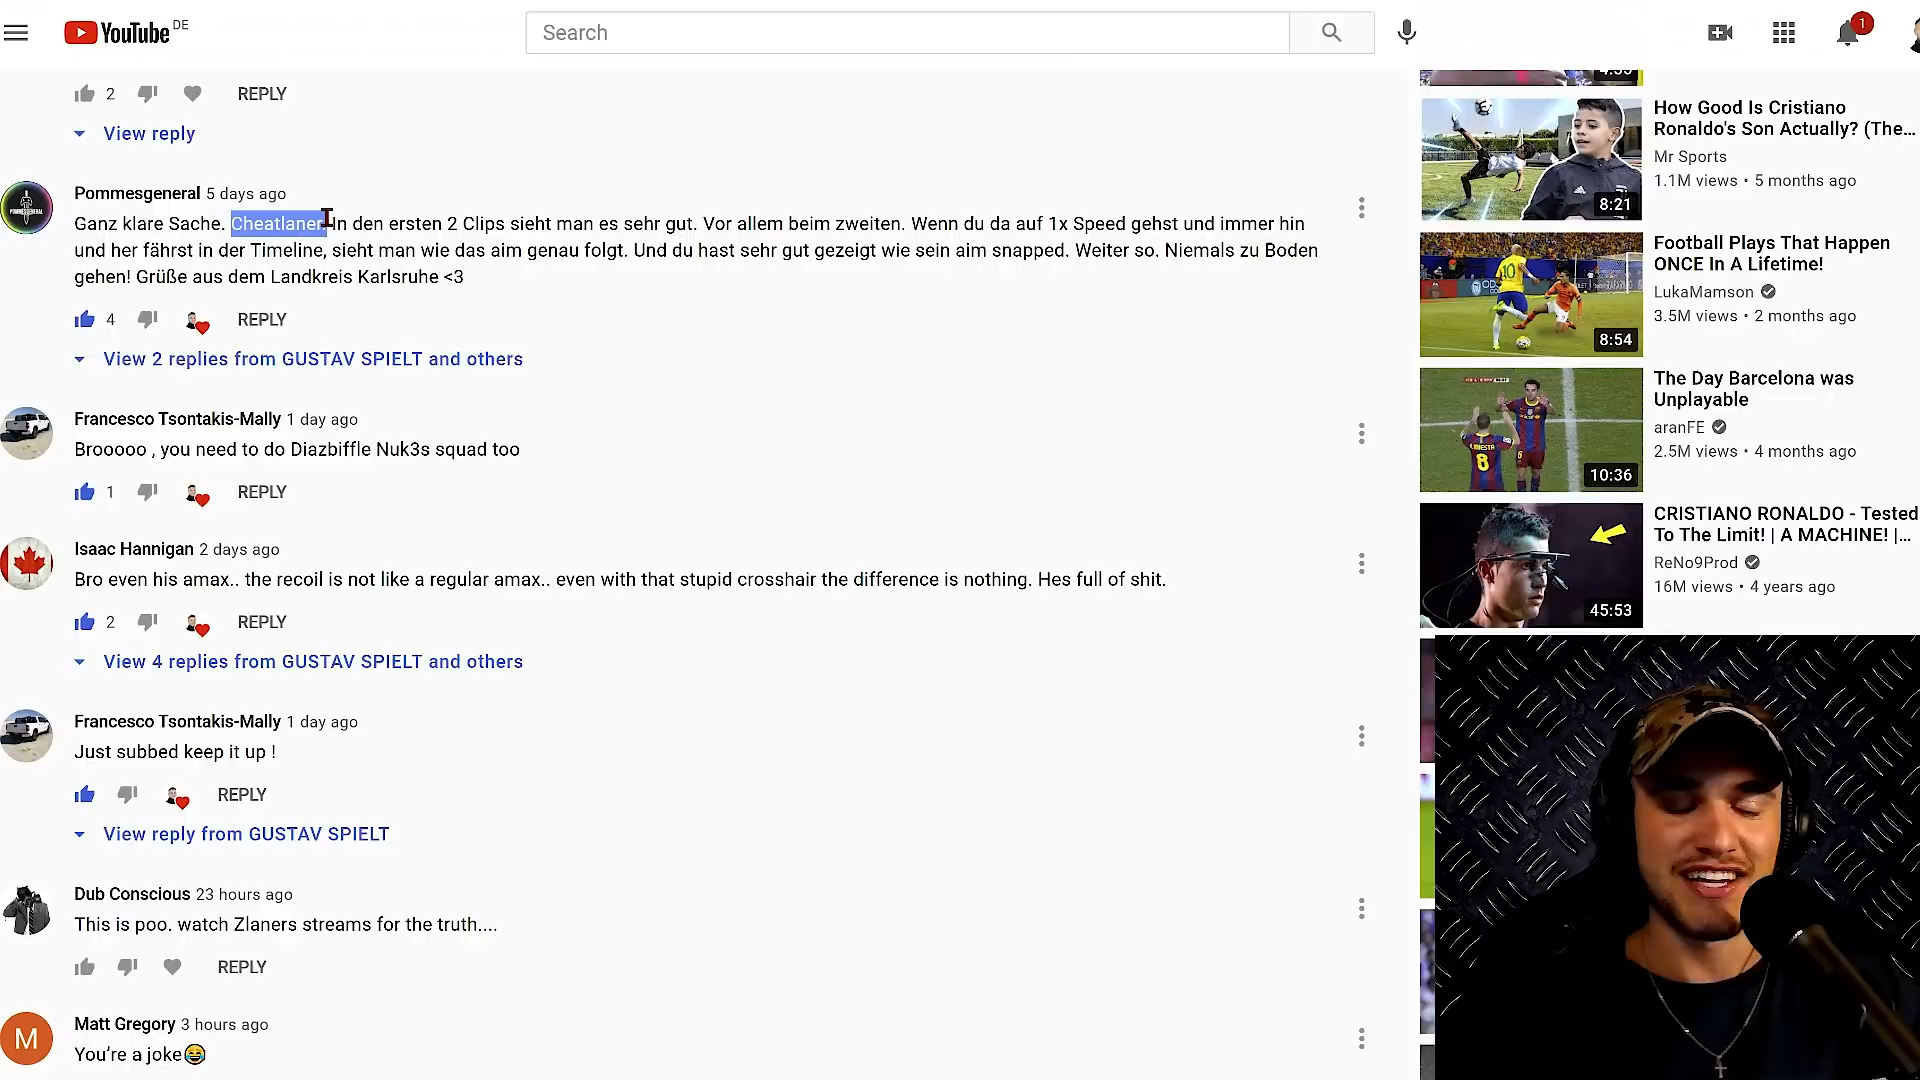 YouTube DE
Search
1
2 REPLY
View reply
Pommesgeneral 5 days ago
Ganz klare Sache. Cheatlaner. In den ersten 2 Clips sieht man es sehr gut. Vor allem beim zweiten. Wenn du da auf 1x Speed gehst und immer hin
und her fährst in der Timeline, sieht man wie das aim genau folgt. Und du hast sehr gut gezeigt wie sein aim snapped. Weiter so. Niemals zu Boden
gehen! Grüße aus dem Landkreis Karlsruhe <3
4 REPLY
View 2 replies from GUSTAV SPIELT and others
Francesco Tsontakis-Mally 1 day ago
Brooooo , you need to do Diazbiffle Nuk3s squad too
1 REPLY
View 4 replies from GUSTAV SPIELT and others
Isaac Hannigan 2 days ago
Bro even his amax.. the recoil is not like a regular amax.. even with that stupid crosshair the difference is nothing. Hes full of shit.
2 REPLY
Francesco Tsontakis-Mally 1 day ago
Just subbed keep it up !
REPLY
View reply from GUSTAV SPIELT
Dub Conscious 23 hours ago
This is poo. watch Zlaners streams for the truth....
REPLY
M
Matt Gregory 3 hours ago
You're a joke😂
4:35
How Good Is Cristiano
Ronaldo's Son Actually? (The...
Mr Sports
1.1M views • 5 months ago
8:21
Football Plays That Happen
ONCE In A Lifetime!
LukaMamson
3.5M views • 2 months ago
8:54
The Day Barcelona was
Unplayable
aranFE
2.5M views • 4 months ago
10:36
CRISTIANO RONALDO - Tested
To The Limit! | A MACHINE! |...
ReNo9Prod
16M views • 4 years ago
45:53